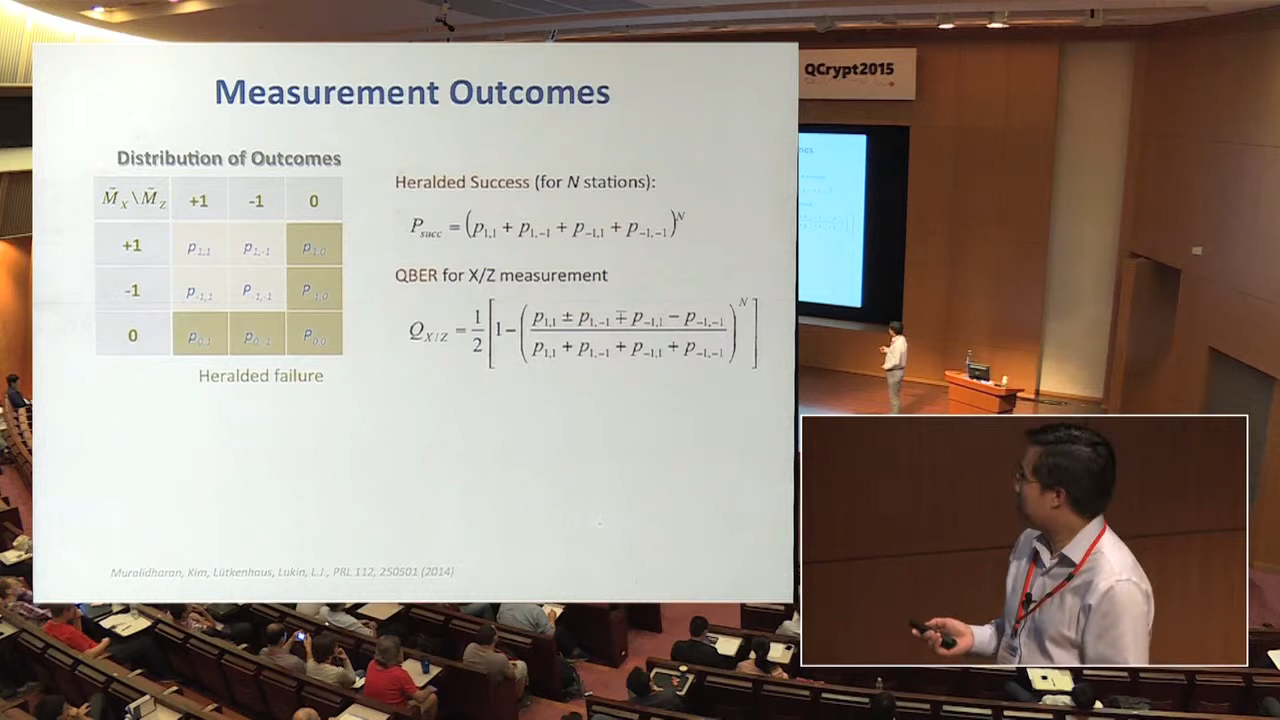 QCrypt2015
Measurement Outcomes
Distribution of Outcomes
M̃_X\M̃_Z +1 -1 0
+1 p_{1,1} p_{1,-1} p_{1,0}
-1 p_{-1,1} p_{-1,-1} p_{-1,0}
0 p_{0,1} p_{0,-1} p_{0,0}
Heralded failure
Heralded Success (for N stations):
P_{succ} = (p_{1,1} + p_{1,-1} + p_{-1,1} + p_{-1,-1})^N
QBER for X/Z measurement
Q_{X/Z} = 1/2 [1-((p_{1,1} ± p_{1,-1} ∓ p_{-1,1} − p_{-1,-1})/(p_{1,1} + p_{1,-1} + p_{-1,1} + p_{-1,-1}))^N]
Muralidharan, Kim, Lütkenhaus, Lukin, L.J., PRL 112, 250501 (2014)